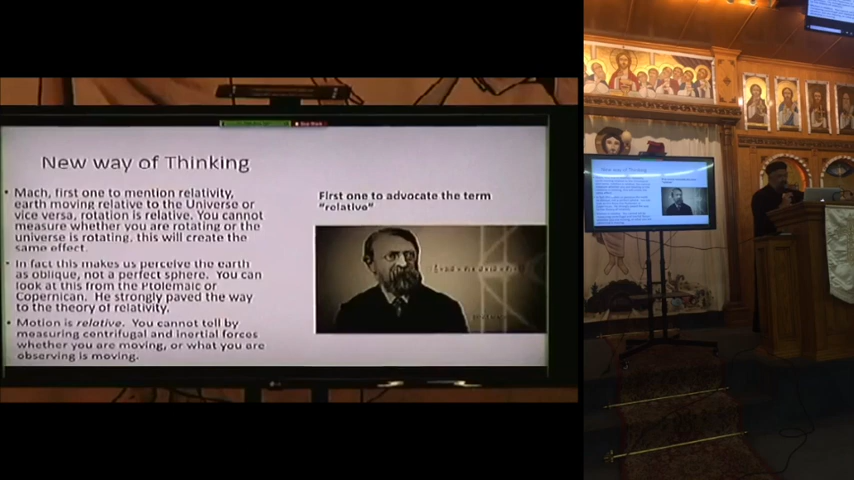 New way of Thinking
• Mach, first one to mention relativity,
earth moving relative to the Universe or
vice versa, rotation is relative. You cannot
measure whether you are rotating or the
universe is rotating. this will create the
same effect.
• In fact this makes us perceive the earth
as oblique, not a perfect sphere. You can
look at this from the Ptolemaic or
Copernican. He strongly paved the way
to the theory of relativity.
• Motion is relative. You cannot tell by
measuring centrifugal and inertial forces
whether you are moving, or what you are
observing is moving.
First one to advocate the term
"relative"
LG
New way of Thinking